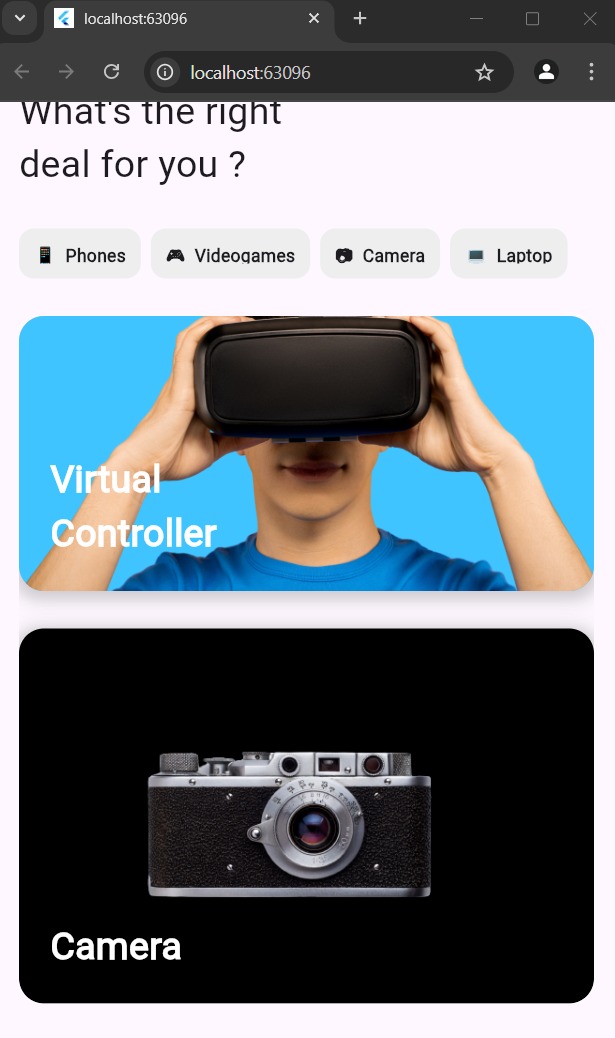 localhost:63096
localhost:63096
What's the right
deal for you ?
Phones
Videogames
Camera
Laptop
Virtual
Controller
Camera